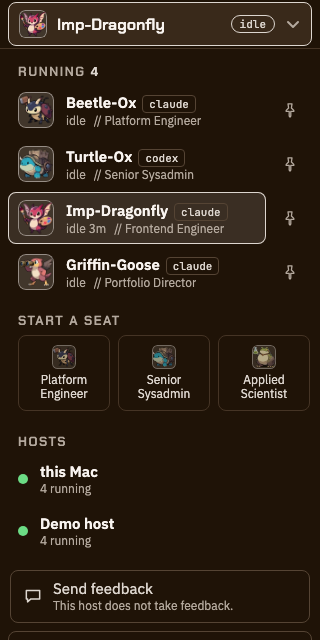 Imp-Dragonfly idle
RUNNING 4
Beetle-Ox claude
idle // Platform Engineer
Turtle-Ox codex
idle // Senior Sysadmin
Imp-Dragonfly claude
idle 3m // Frontend Engineer
Griffin-Goose claude
idle // Portfolio Director
START A SEAT
Platform Engineer
Senior Sysadmin
Applied Scientist
HOSTS
this Mac
4 running
Demo host
4 running
Send feedback
This host does not take feedback.